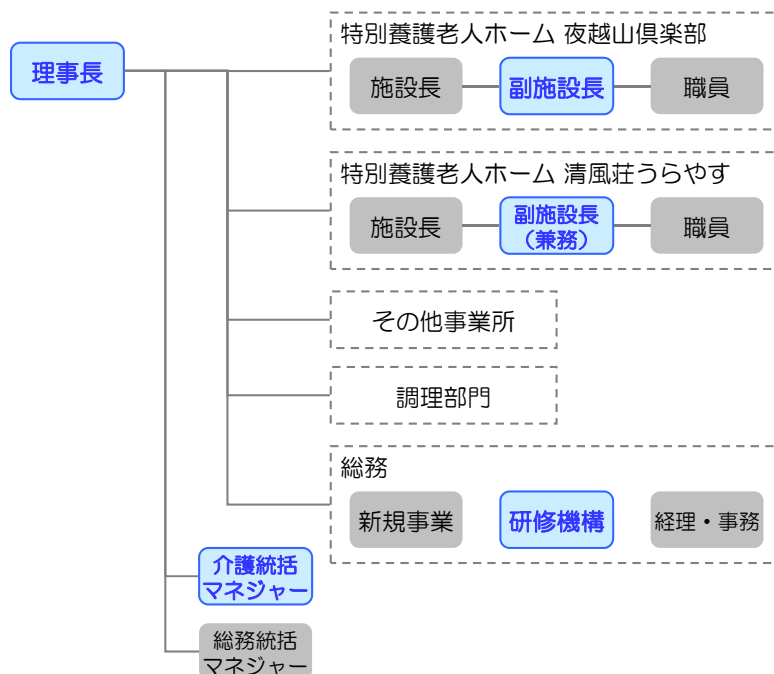 理事長
特別養護老人ホーム 夜越山倶楽部
施設長
副施設長
職員
特別養護老人ホーム 清風荘うらやす
施設長
副施設長
(兼務)
職員
その他事業所
調理部門
総務
新規事業
研修機構
経理・事務
介護統括
マネジャー
総務統括
マネジャー